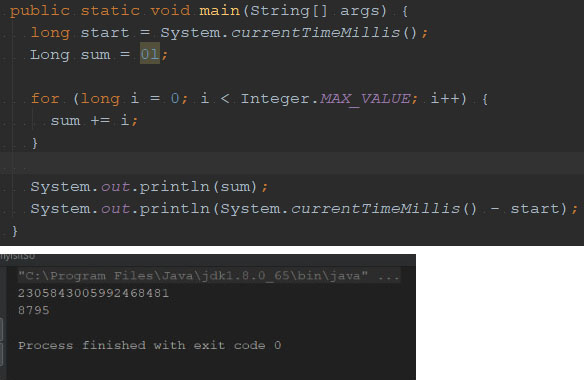 public static void main(String[] args) {
long start = System.currentTimeMillis();
Long sum = 0l;
for (long i = 0; i < Integer.MAX_VALUE; i++) {
sum += i;
}
System.out.println(sum);
System.out.println(System.currentTimeMillis() - start);
}
"C:\Program Files\Java\jdk1.8.0_65\bin\java" ...
2305843005992468481
8795
Process finished with exit code 0